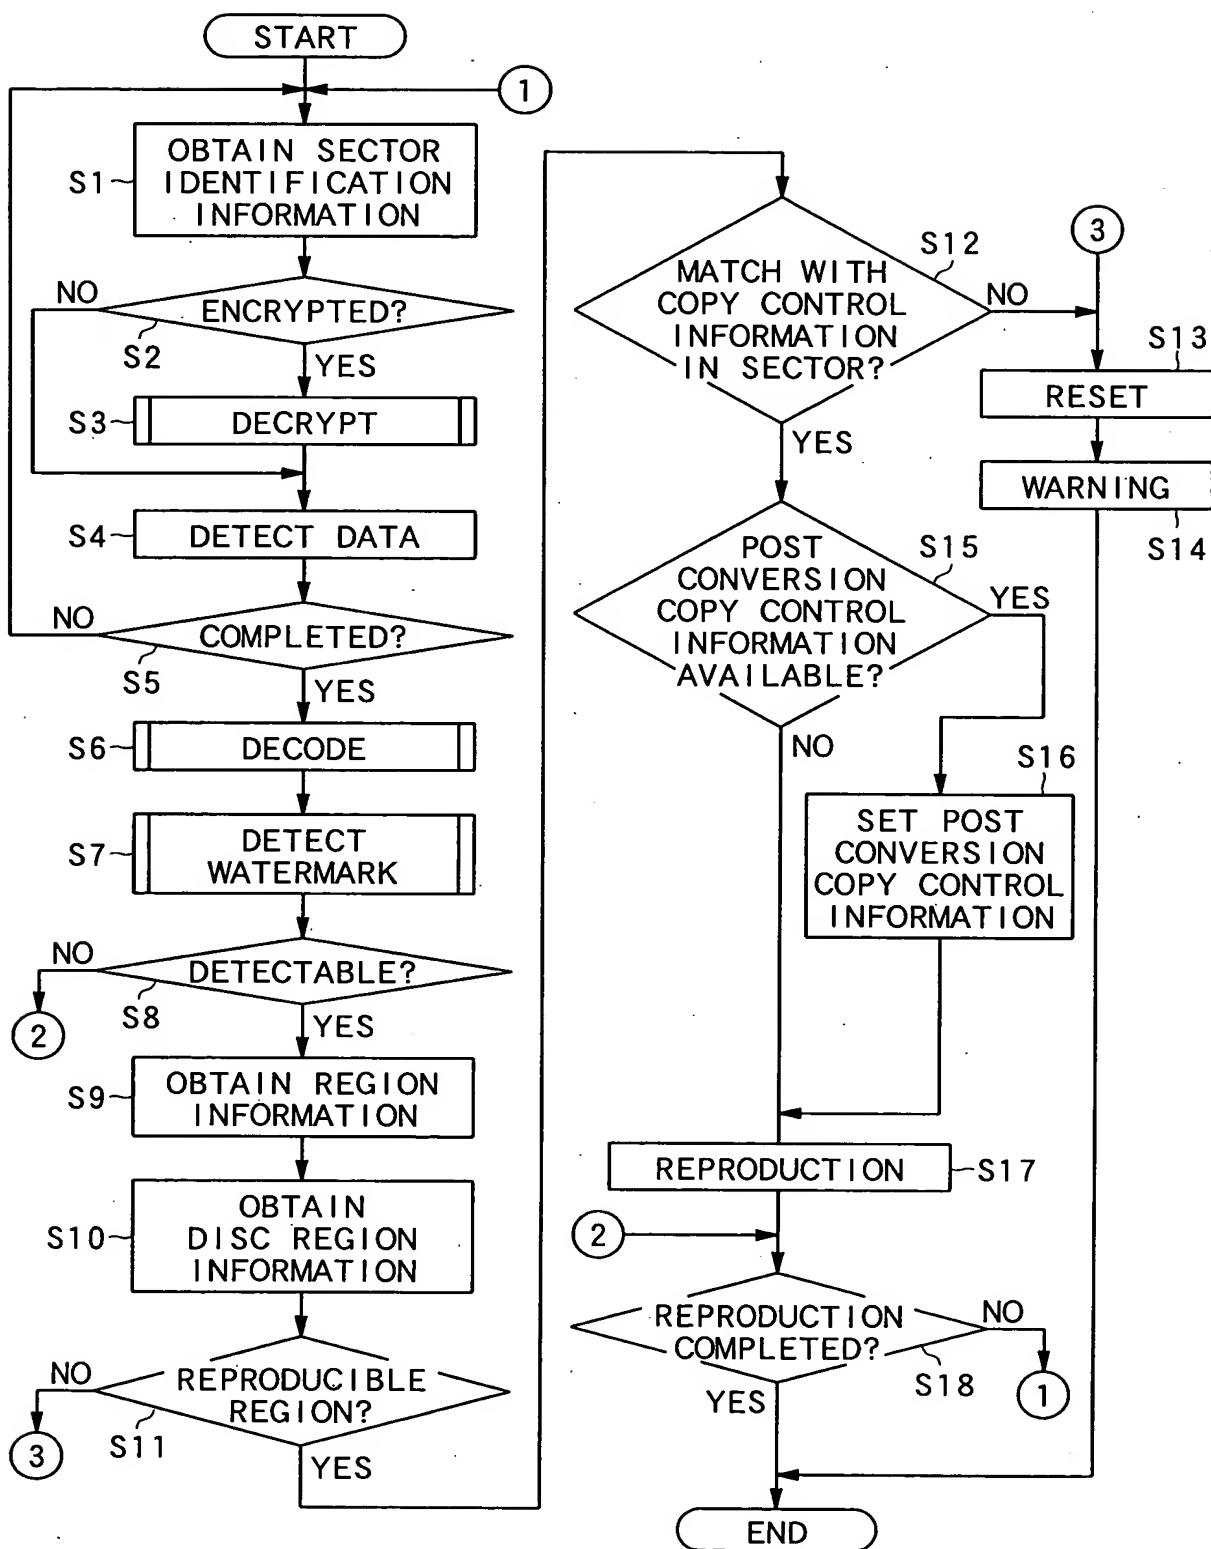 START
1
S1
OBTAIN SECTOR
IDENTIFICATION
INFORMATION
NO
ENCRYPTED?
S2
YES
S3
DECRYPT
S4
DETECT DATA
NO
COMPLETED?
S5
YES
S6
DECODE
S7
DETECT
WATERMARK
NO
DETECTABLE?
S8
2
YES
S9
OBTAIN REGION
INFORMATION
S10
OBTAIN
DISC REGION
INFORMATION
NO
REPRODUCIBLE
REGION?
S11
3
YES
S12
MATCH WITH
COPY CONTROL
INFORMATION
IN SECTOR?
NO
3
YES
S13
RESET
WARNING
S14
S15
POST
CONVERSION
COPY CONTROL
INFORMATION
AVAILABLE?
YES
NO
S16
SET POST
CONVERSION
COPY CONTROL
INFORMATION
REPRODUCTION
S17
2
REPRODUCTION
COMPLETED?
NO
S18
1
YES
END